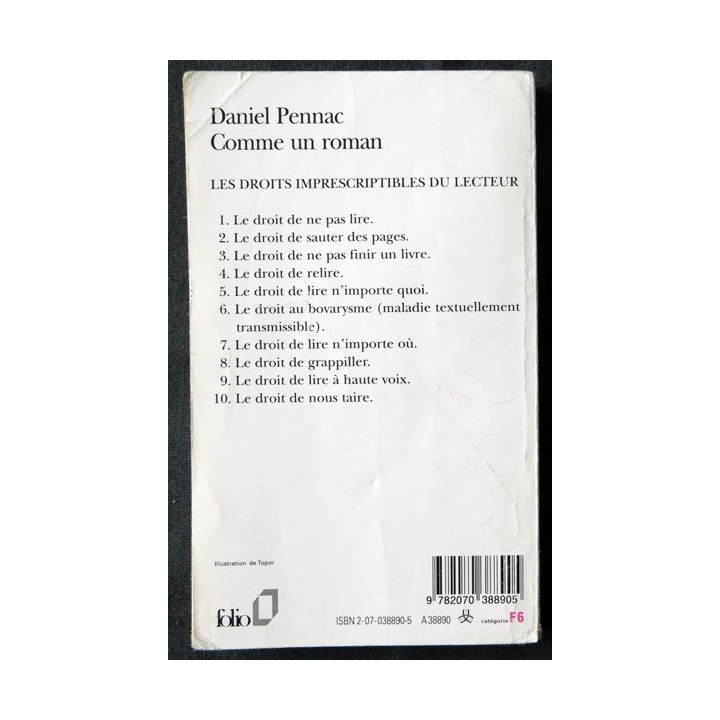 Daniel Pennac
Comme un roman
LES DROITS IMPRESCRIPTIBLES DU LECTEUR
1. Le droit de ne pas lire.
2. Le droit de sauter des pages.
3. Le droit de ne pas finir un livre.
4. Le droit de relire.
5. Le droit de lire n'importe quoi.
6. Le droit au bovarysme (maladie textuellement
transmissible).
7. Le droit de lire n'importe où.
8. Le droit de grappiller.
9. Le droit de lire à haute voix.
10. Le droit de nous taire.
Illustration de Topor
9 782070 388905
folio
ISBN 2-07-038890-5 A 38890 catégorie F6